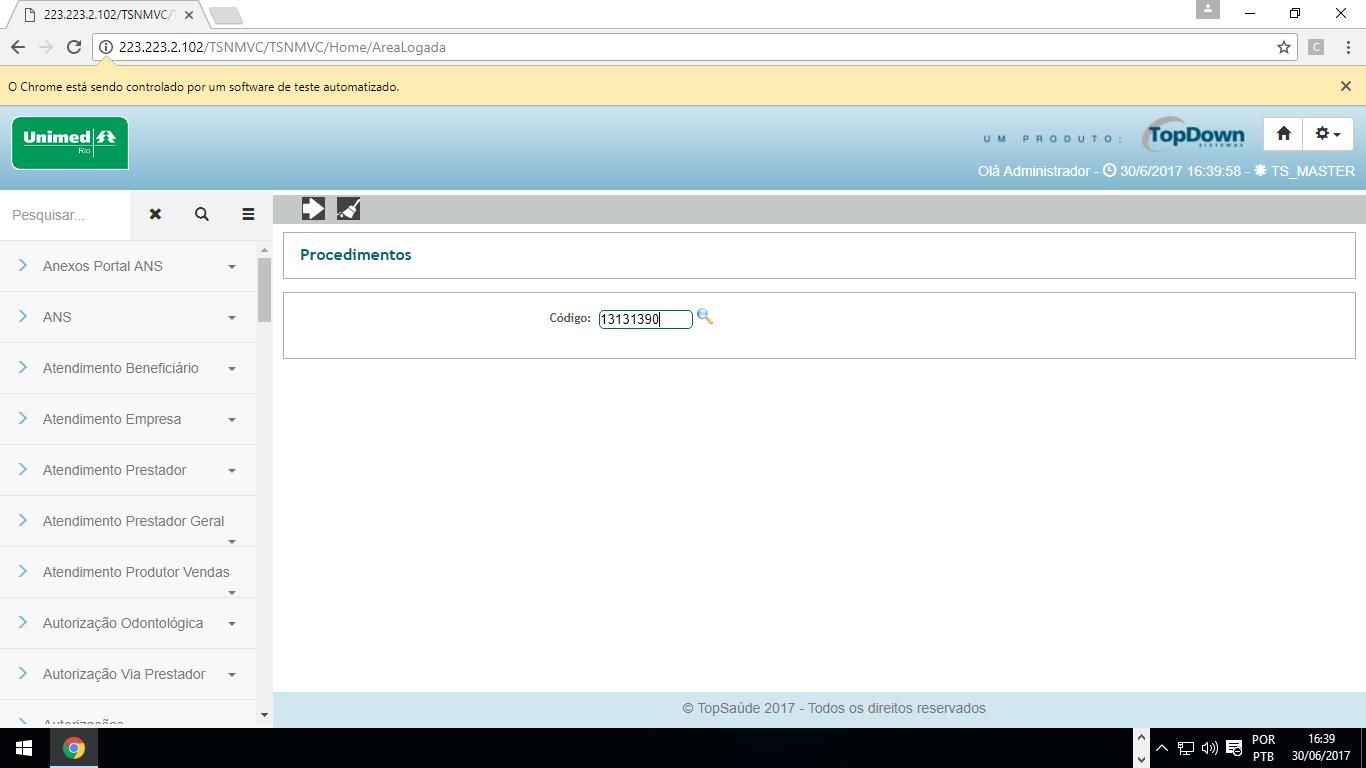 223.223.2.102/TSNMVC/T
223.223.2.102/TSNMVC/TSNMVC/Home/AreaLogada
C
O Chrome está sendo controlado por um software de teste automatizado.
Unimed
Rio
UM PRODUTO:
TopDown
SISTEMAS
Olá Administrador - 30/6/2017 16:39:58 - TS_MASTER
Pesquisar...
Procedimentos
Código: 13131390
Anexos Portal ANS
ANS
Atendimento Beneficiário
Atendimento Empresa
Atendimento Prestador
Atendimento Prestador Geral
Atendimento Produtor Vendas
Autorização Odontológica
Autorização Via Prestador
Autorizações
© TopSaúde 2017 - Todos os direitos reservados
POR
PTB
16:39
30/06/2017